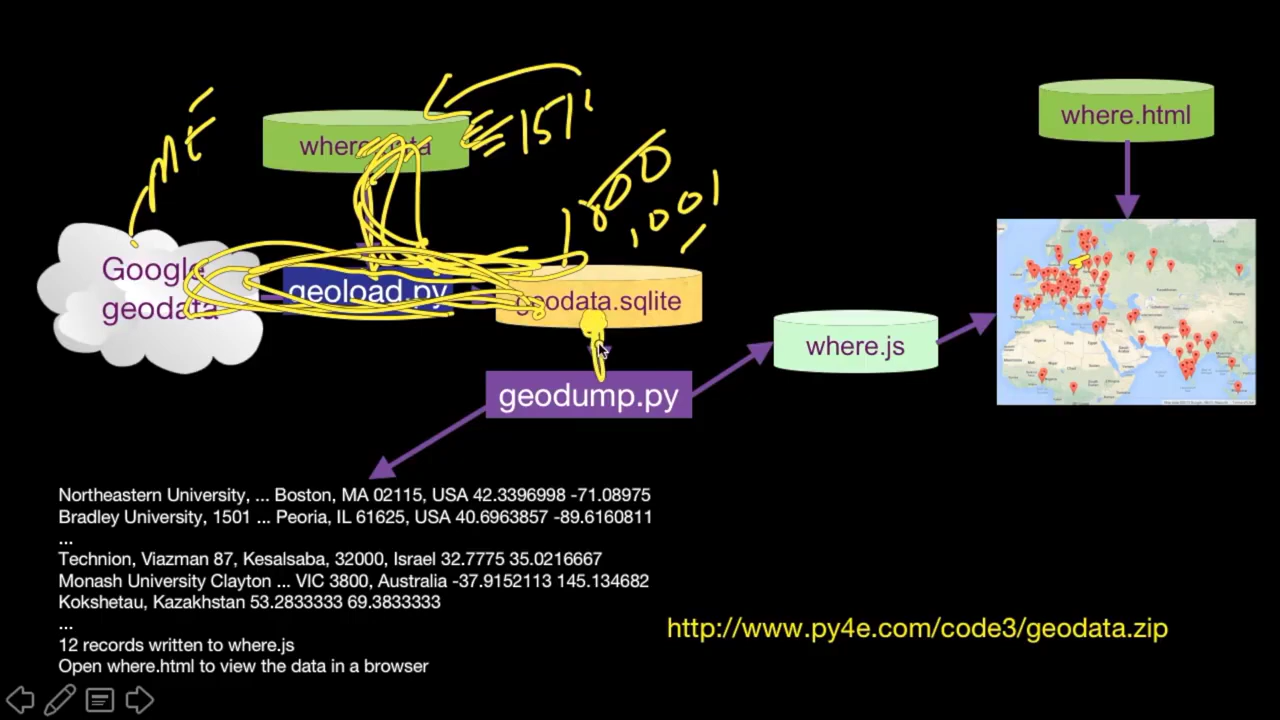 where.html
ME
151
where.data
1000
1001
Google
geodata
geoload.py
geodata.sqlite
where.js
geodump.py
Northeastern University, ... Boston, MA 02115, USA 42.3396998 -71.08975
Bradley University, 1501 ... Peoria, IL 61625, USA 40.6963857 -89.6160811
...
Technion, Viazman 87, Kesalsaba, 32000, Israel 32.7775 35.0216667
Monash University Clayton ... VIC 3800, Australia -37.9152113 145.134682
Kokshetau, Kazakhstan 53.2833333 69.3833333
...
12 records written to where.js
Open where.html to view the data in a browser
http://www.py4e.com/code3/geodata.zip